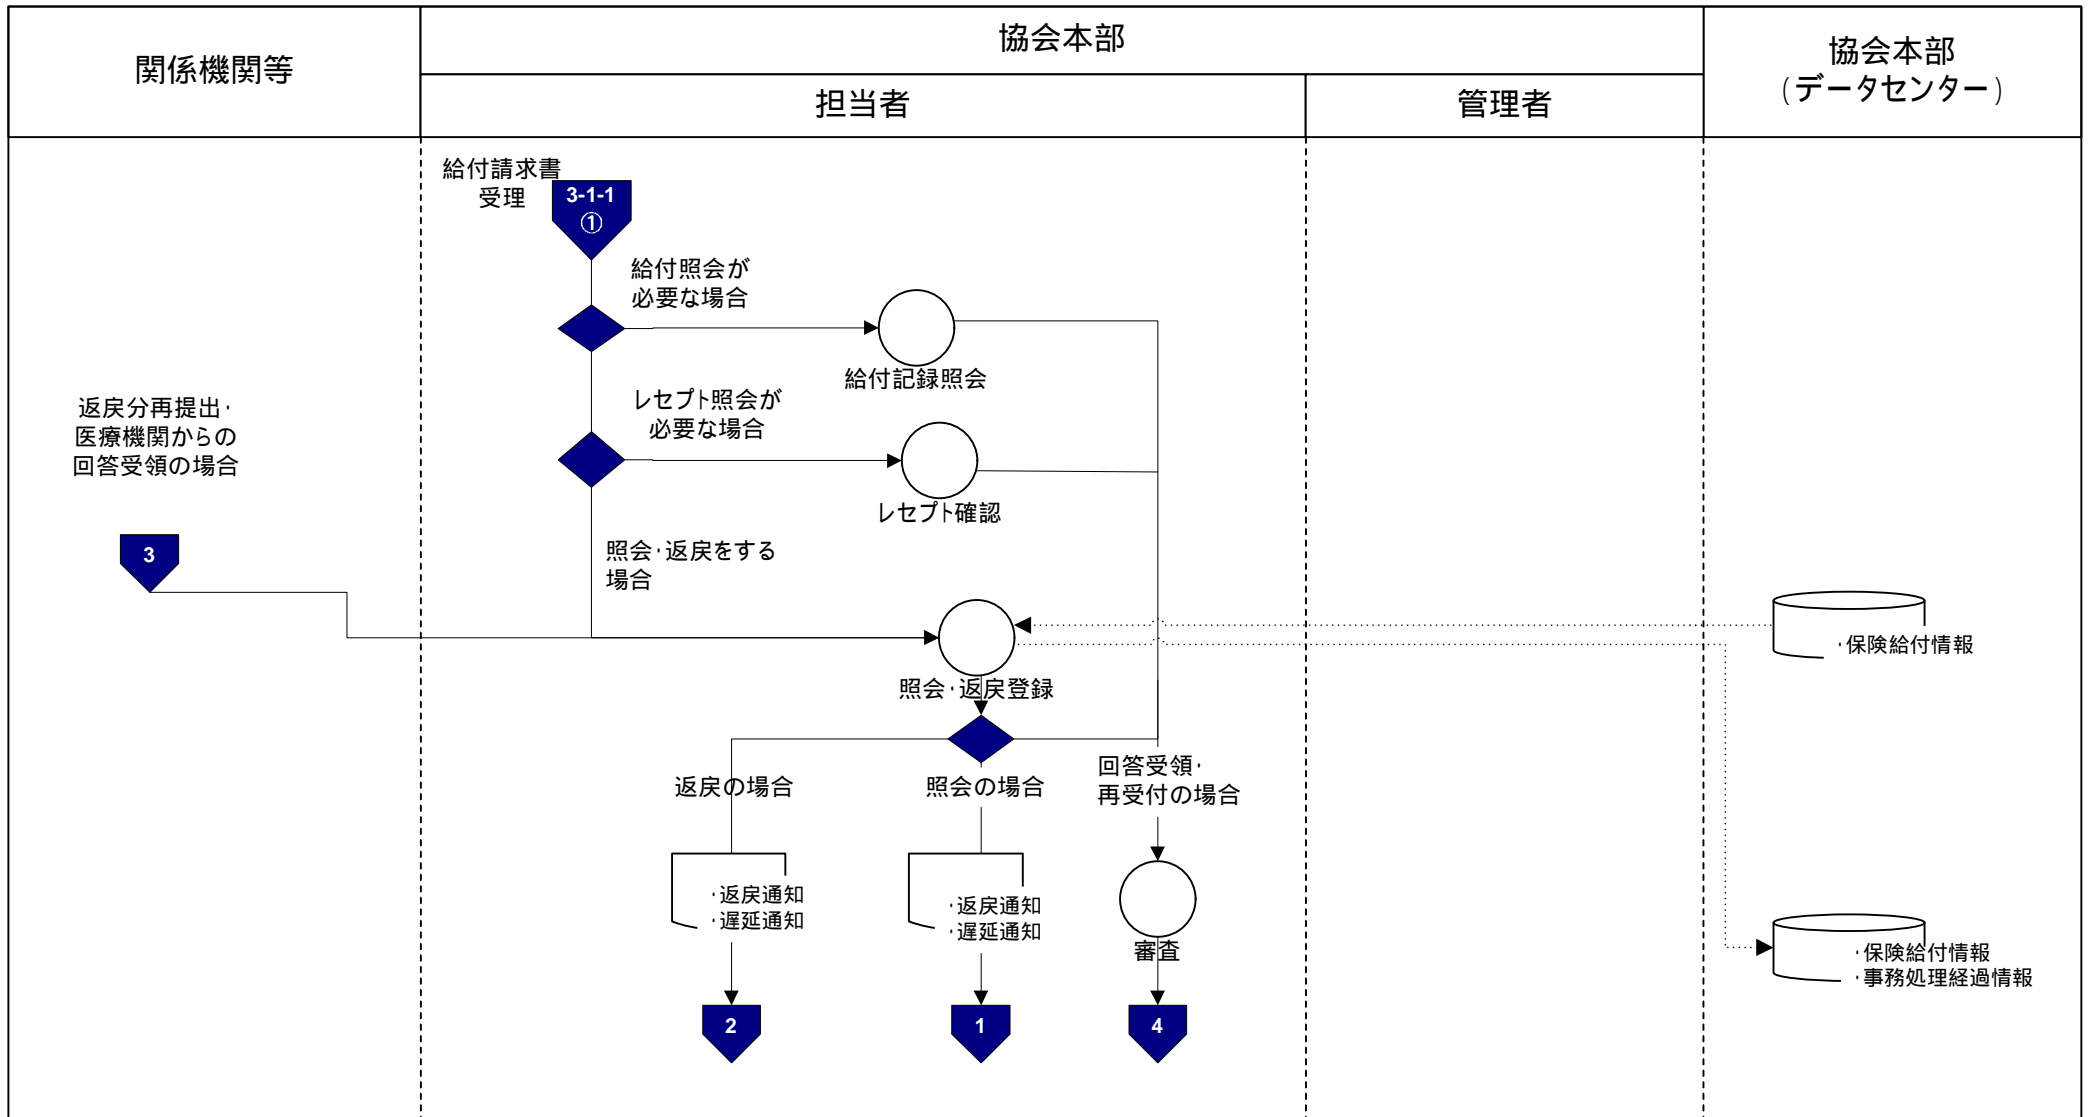 関係機関等
協会本部
協会本部
(データセンター)
担当者
管理者
給付請求書
受理
3-1-1
①
給付照会が
必要な場合
給付記録照会
レセプト照会が
必要な場合
レセプト確認
返戻分再提出・
医療機関からの
回答受領の場合
3
照会・返戻をする
場合
・保険給付情報
照会・返戻登録
返戻の場合
照会の場合
回答受領・
再受付の場合
・返戻通知
・遅延通知
・返戻通知
・遅延通知
審査
・保険給付情報
・事務処理経過情報
2
1
4